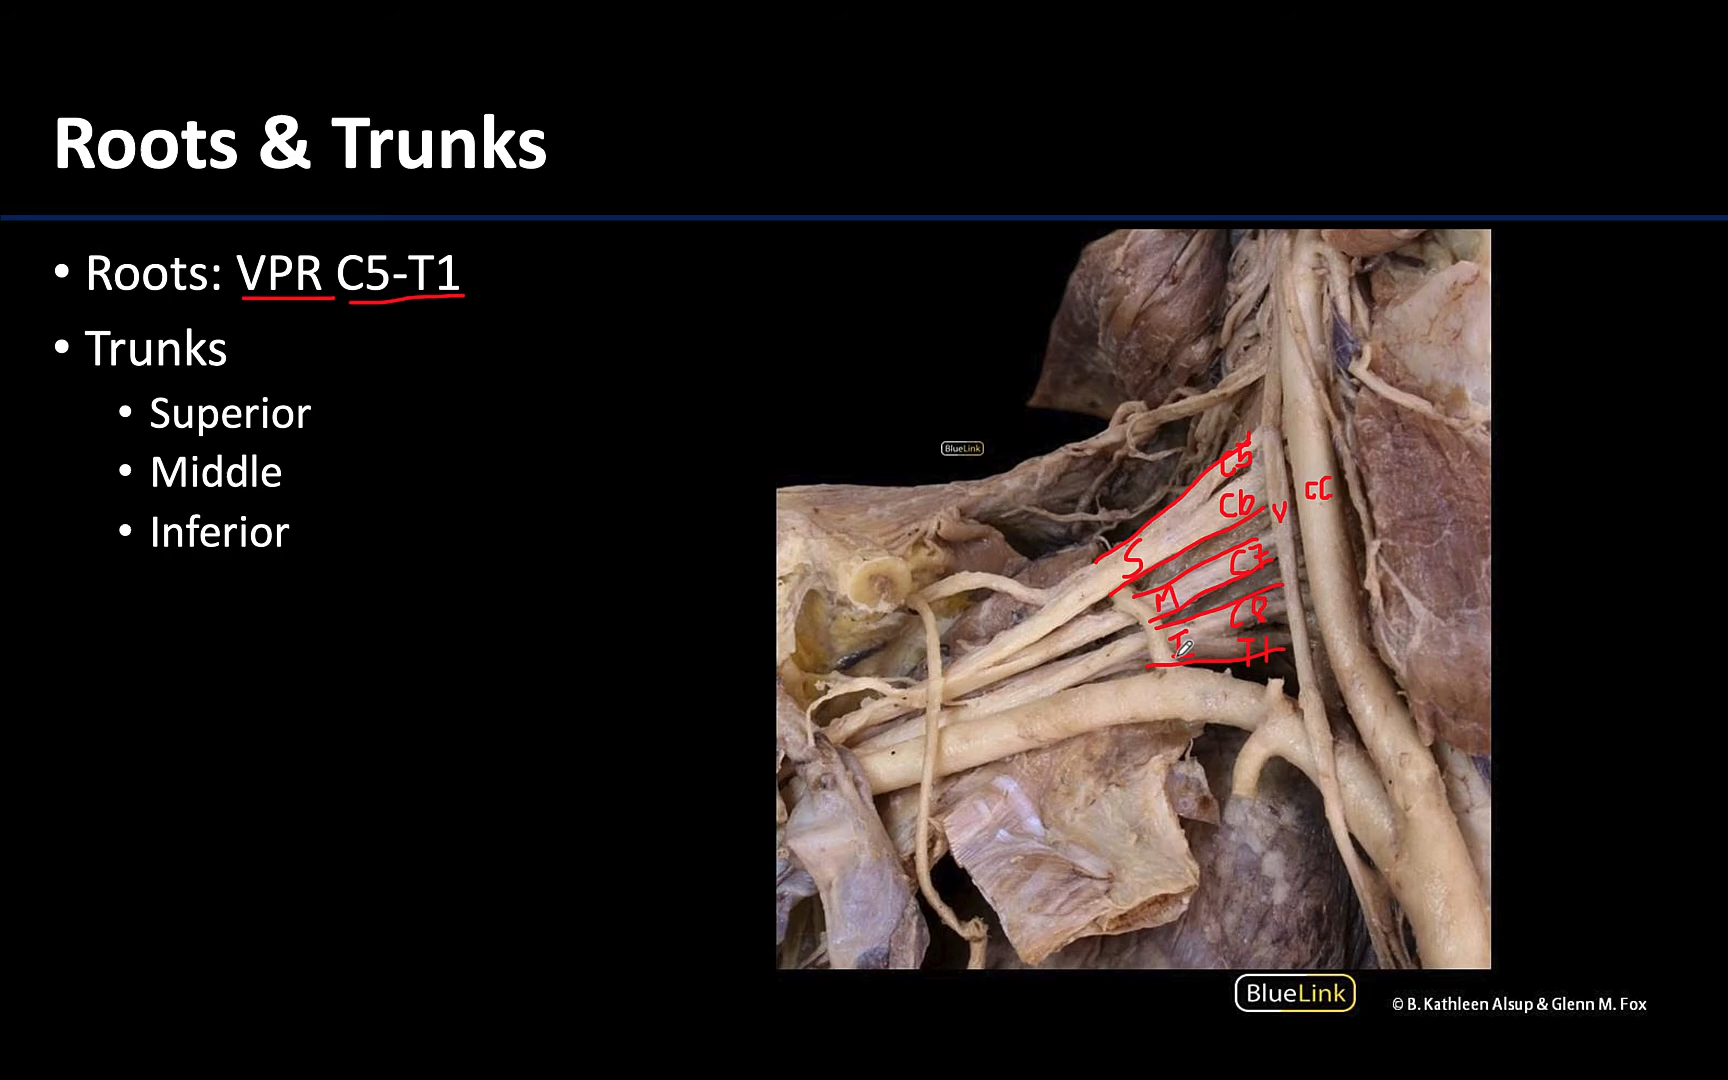 Roots & Trunks
• Roots: VPR C5-T1
• Trunks
• Superior
• Middle
• Inferior
BlueLink
C5
C6
V
CC
S
C7
M
C8
I
T1
BlueLink
© B. Kathleen Alsup & Glenn M. Fox